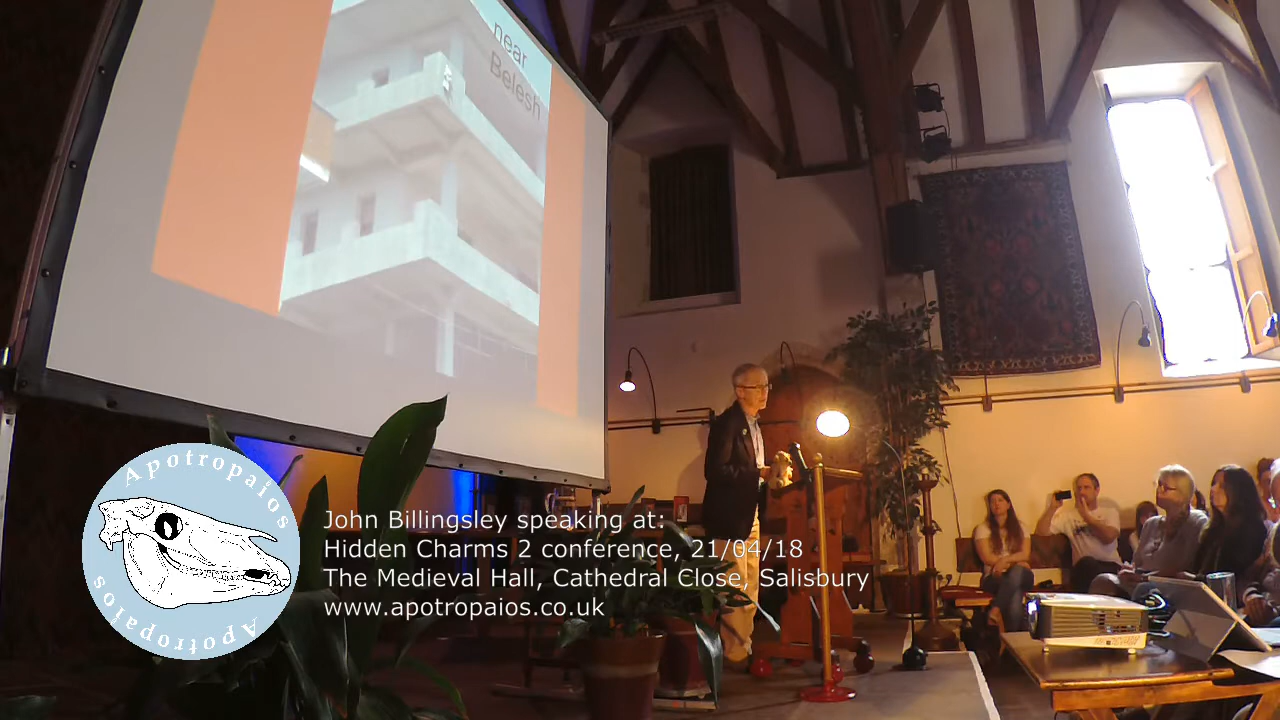 near
Belesh
Apotropaios
Apotropaios
John Billingsley speaking at:
Hidden Charms 2 conference, 21/04/18
The Medieval Hall, Cathedral Close, Salisbury
www.apotropaios.co.uk